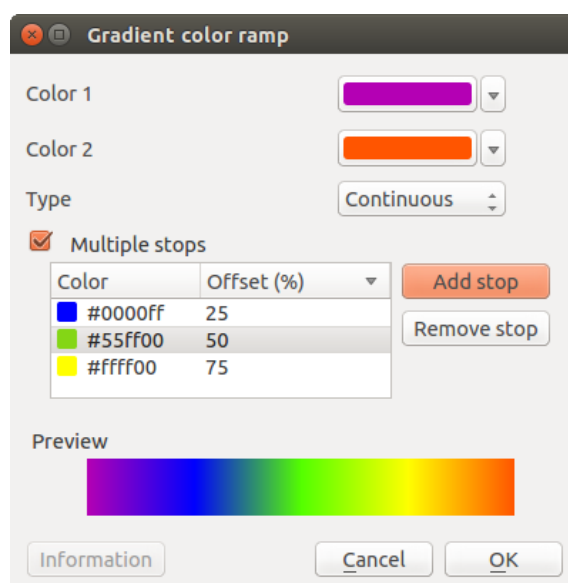 Gradient color ramp
Color 1
Color 2
Type Continuous
Multiple stops
Color Offset (%) Add stop
#0000ff 25
#55ff00 50 Remove stop
#ffff00 75
Preview
Information Cancel OK